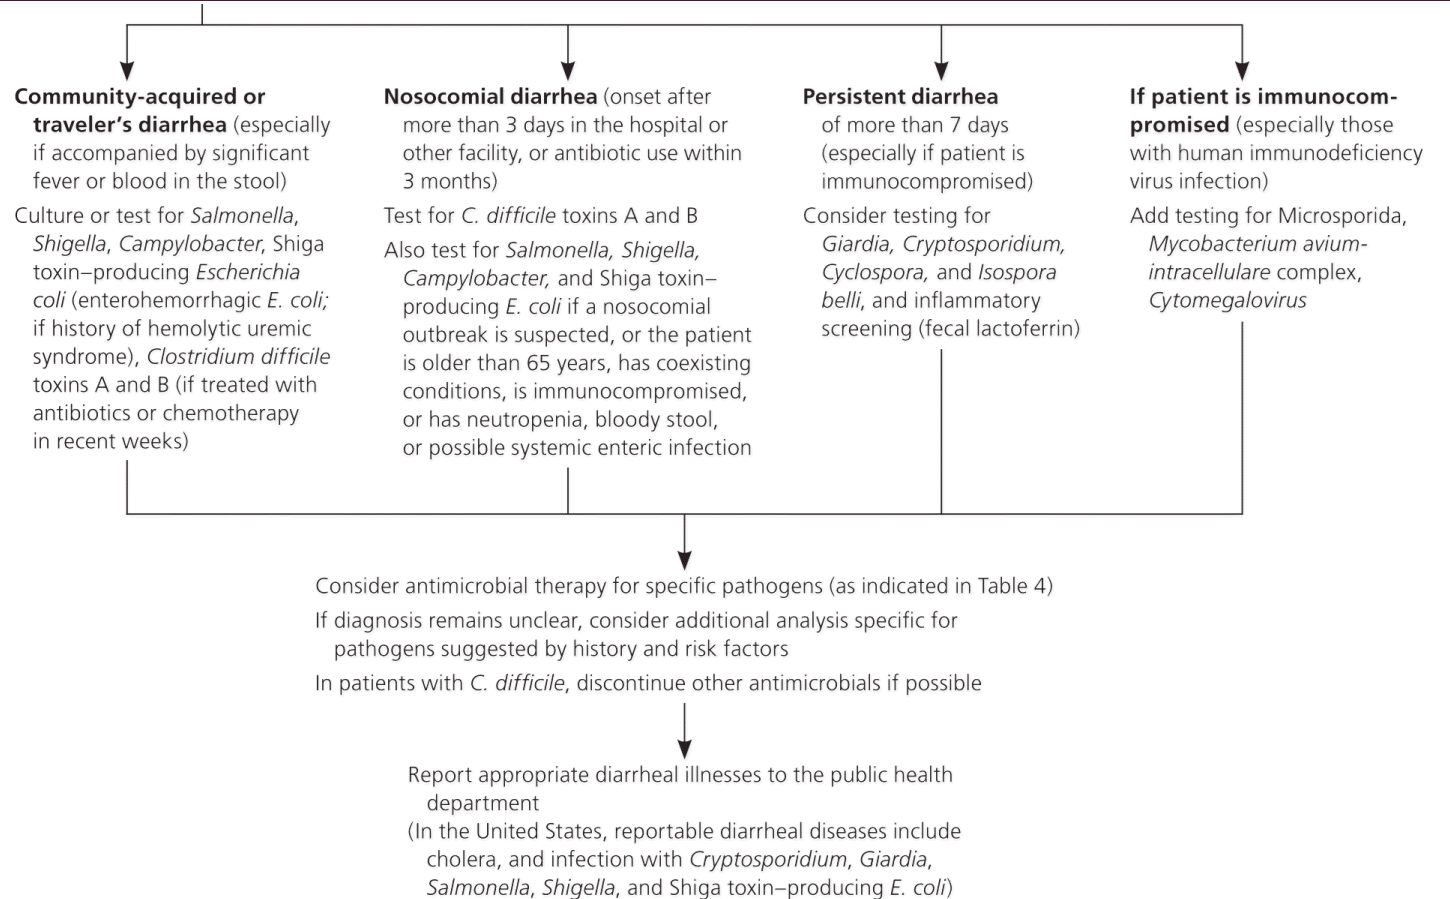 Community-acquired or
traveler's diarrhea (especially
if accompanied by significant
fever or blood in the stool)
Culture or test for Salmonella,
Shigella, Campylobacter, Shiga
toxin–producing Escherichia
coli (enterohemorrhagic E. coli;
if history of hemolytic uremic
syndrome), Clostridium difficile
toxins A and B (if treated with
antibiotics or chemotherapy
in recent weeks)
Nosocomial diarrhea (onset after
more than 3 days in the hospital or
other facility, or antibiotic use within
3 months)
Test for C. difficile toxins A and B
Also test for Salmonella, Shigella,
Campylobacter, and Shiga toxin–
producing E. coli if a nosocomial
outbreak is suspected, or the patient
is older than 65 years, has coexisting
conditions, is immunocompromised,
or has neutropenia, bloody stool,
or possible systemic enteric infection
Persistent diarrhea
of more than 7 days
(especially if patient is
immunocompromised)
Consider testing for
Giardia, Cryptosporidium,
Cyclospora, and Isospora
belli, and inflammatory
screening (fecal lactoferrin)
If patient is immunocom-
promised (especially those
with human immunodeficiency
virus infection)
Add testing for Microsporida,
Mycobacterium avium-
intracellulare complex,
Cytomegalovirus
Consider antimicrobial therapy for specific pathogens (as indicated in Table 4)
If diagnosis remains unclear, consider additional analysis specific for
pathogens suggested by history and risk factors
In patients with C. difficile, discontinue other antimicrobials if possible
Report appropriate diarrheal illnesses to the public health
department
(In the United States, reportable diarrheal diseases include
cholera, and infection with Cryptosporidium, Giardia,
Salmonella, Shigella, and Shiga toxin–producing E. coli)